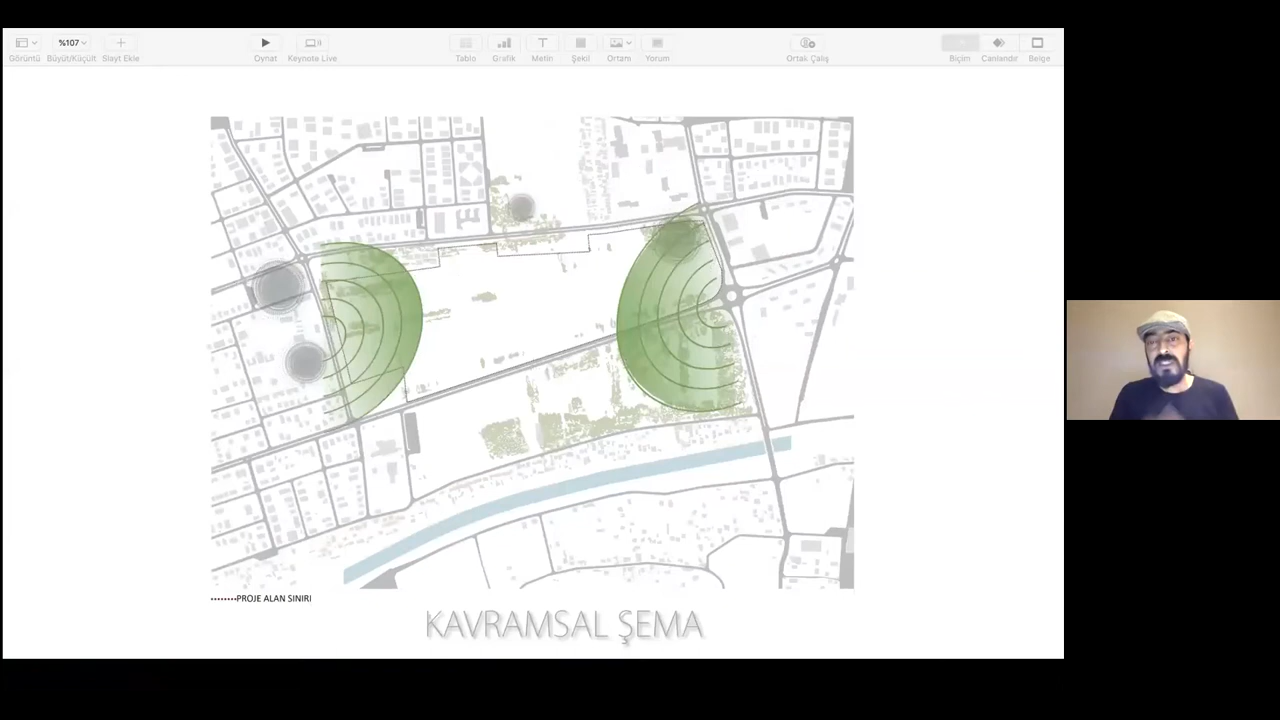 %107
Görüntü Büyüt/Küçült Slayt Ekle Oynat Keynote Live Tablo Grafik Metin Şekil Ortam Yorum Ortak Çalış Biçim Canlandır Belge
PROJE ALAN SINIRI
KAVRAMSAL ŞEMA